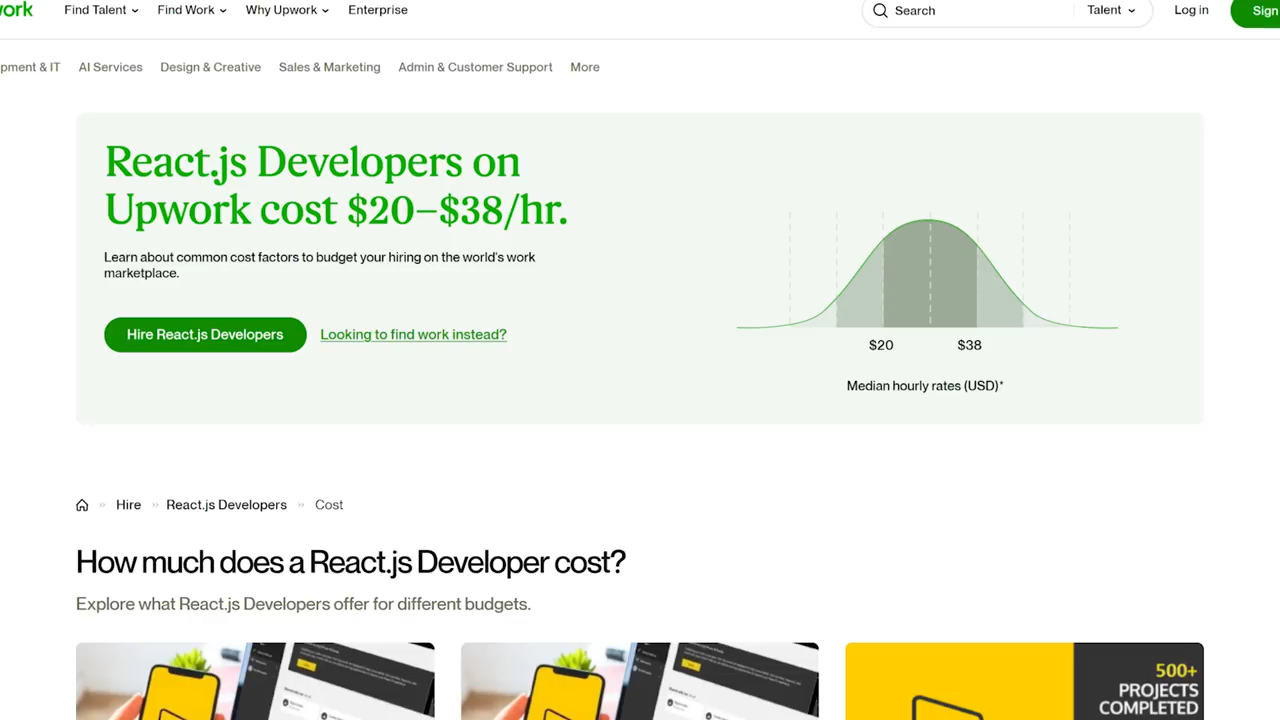 Find Talent
Find Work
Why Upwork
Enterprise
Search
Talent
Log in
Sign
AI Services
Design & Creative
Sales & Marketing
Admin & Customer Support
More
React.js Developers on
Upwork cost $20–$38/hr.
Learn about common cost factors to budget your hiring on the world's work
marketplace.
Hire React.js Developers
Looking to find work instead?
$20
$38
Median hourly rates (USD)*
Hire
React.js Developers
Cost
How much does a React.js Developer cost?
Explore what React.js Developers offer for different budgets.
500+
PROJECTS
COMPLETED